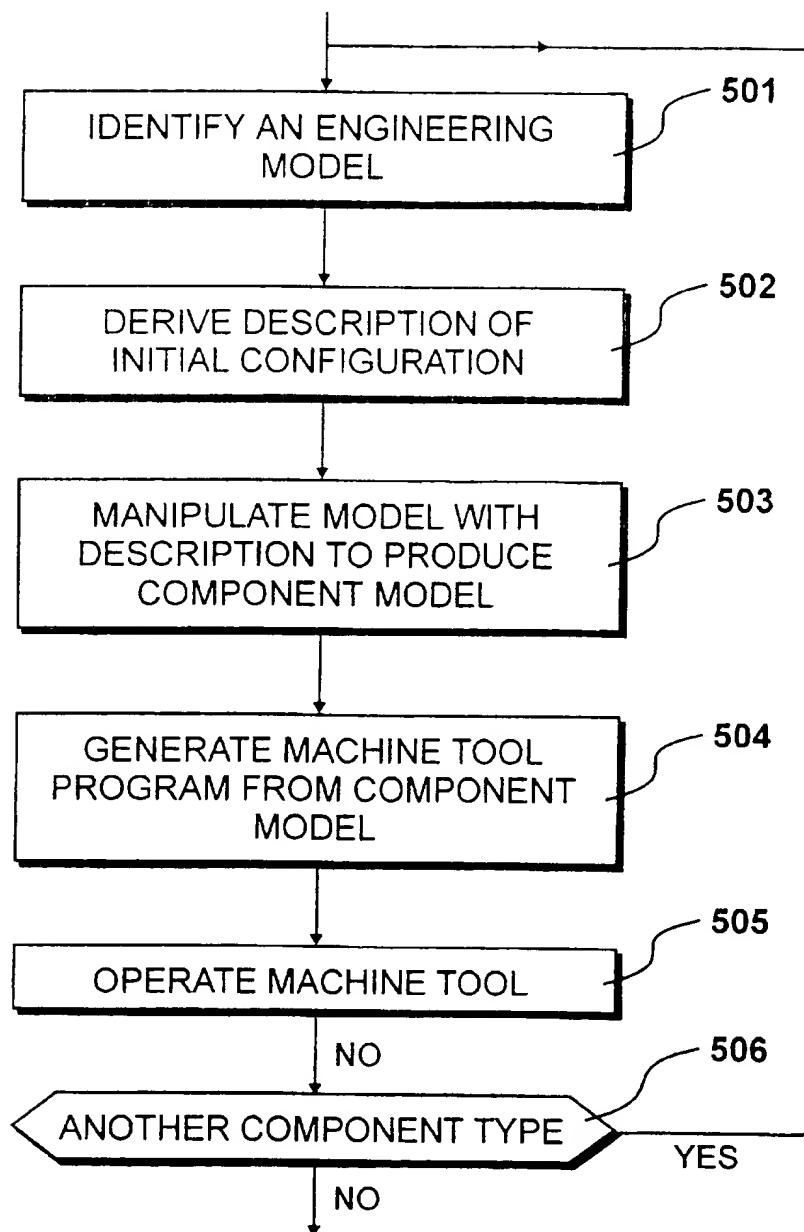 501
IDENTIFY AN ENGINEERING
MODEL
502
DERIVE DESCRIPTION OF
INITIAL CONFIGURATION
503
MANIPULATE MODEL WITH
DESCRIPTION TO PRODUCE
COMPONENT MODEL
504
GENERATE MACHINE TOOL
PROGRAM FROM COMPONENT
MODEL
505
OPERATE MACHINE TOOL
NO
506
ANOTHER COMPONENT TYPE
YES
NO